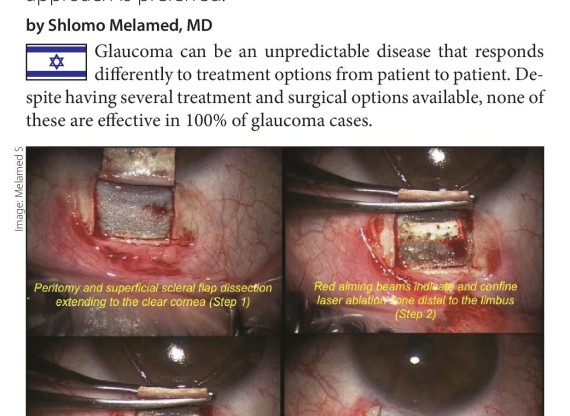 approach is preferred.
by Shlomo Melamed, MD
Glaucoma can be an unpredictable disease that responds
differently to treatment options from patient to patient. De-
spite having several treatment and surgical options available, none of
these are effective in 100% of glaucoma cases.
Image: Melamed S
Peritomy and superficial scleral flap dissection
extending to the clear cornea (Step 1)
Red aiming beams indicate and confine
laser ablation zone distal to the limbus
(Step 2)